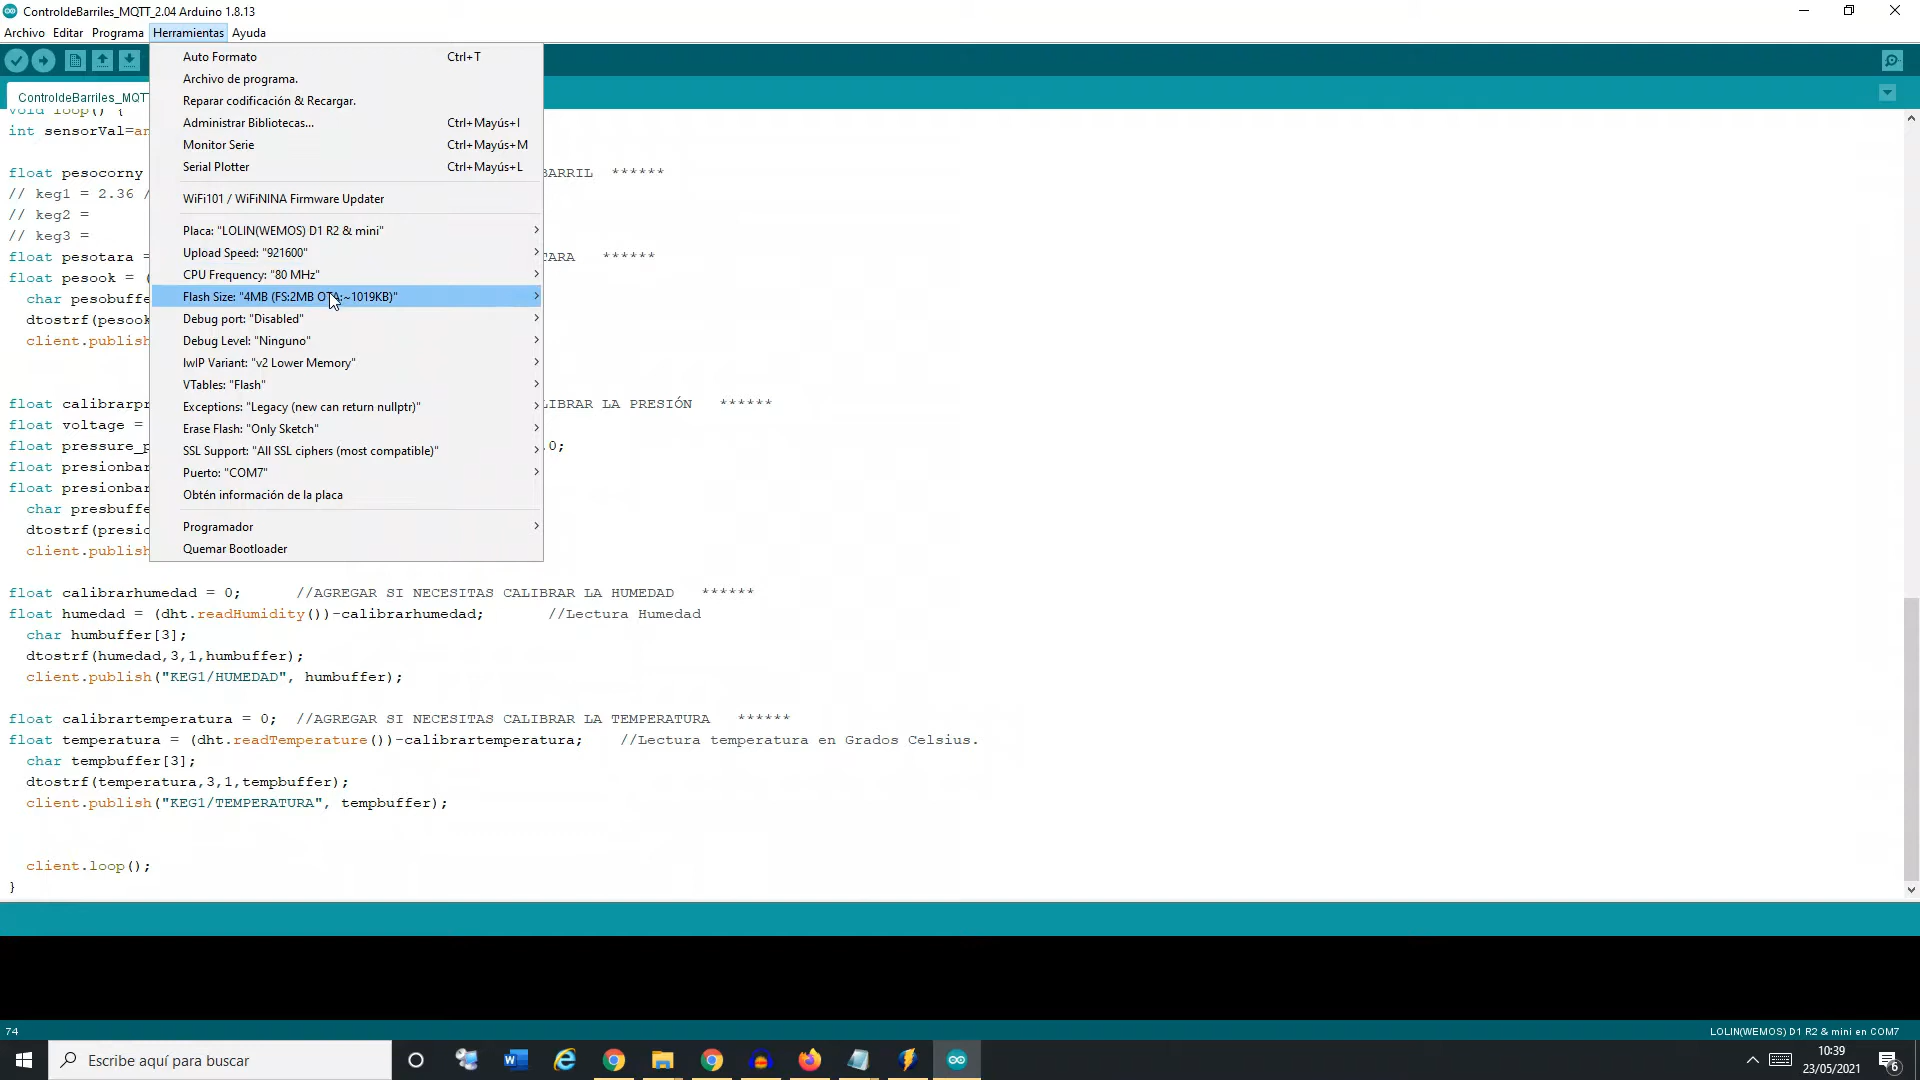 ControldeBarriles_MQTT_2.04 Arduino 1.8.13
Archivo Editar Programa Herramientas Ayuda
Auto Formato Ctrl+T
Archivo de programa.
Reparar codificación & Recargar.
Administrar Bibliotecas... Ctrl+Mayús+I
Monitor Serie Ctrl+Mayús+M
Serial Plotter Ctrl+Mayús+L
WiFi101 / WiFiNINA Firmware Updater
Placa: "LOLIN(WEMOS) D1 R2 & mini"
Upload Speed: "921600"
CPU Frequency: "80 MHz"
Flash Size: "4MB (FS:2MB OTA:~1019KB)"
Debug port: "Disabled"
Debug Level: "Ninguno"
lwIP Variant: "v2 Lower Memory"
VTables: "Flash"
Exceptions: "Legacy (new can return nullptr)"
Erase Flash: "Only Sketch"
SSL Support: "All SSL ciphers (most compatible)"
Puerto: "COM7"
Obtén información de la placa
Programador
Quemar Bootloader
ControldeBarriles_MQT
void loop() {
int sensorVal=an
float pesocorny BARRIL ******
// keg1 = 2.36 /
// keg2 =
// keg3 =
float pesotara = TARA ******
float pesook = (
char pesobuffe
dtostrf(pesook
client.publish
float calibrarpr LIBRAR LA PRESIÓN ******
float voltage =
float pressure_p .0;
float presionbar
float presionbar
char presbuffe
dtostrf(presio
client.publish
float calibrarhumedad = 0; //AGREGAR SI NECESITAS CALIBRAR LA HUMEDAD ******
float humedad = (dht.readHumidity())-calibrarhumedad; //Lectura Humedad
char humbuffer[3];
dtostrf(humedad,3,1,humbuffer);
client.publish("KEG1/HUMEDAD", humbuffer);
float calibrartemperatura = 0; //AGREGAR SI NECESITAS CALIBRAR LA TEMPERATURA ******
float temperatura = (dht.readTemperature())-calibrartemperatura; //Lectura temperatura en Grados Celsius.
char tempbuffer[3];
dtostrf(temperatura,3,1,tempbuffer);
client.publish("KEG1/TEMPERATURA", tempbuffer);
client.loop();
}
74 LOLIN(WEMOS) D1 R2 & mini en COM7
Escribe aquí para buscar
10:39
23/05/2021
6